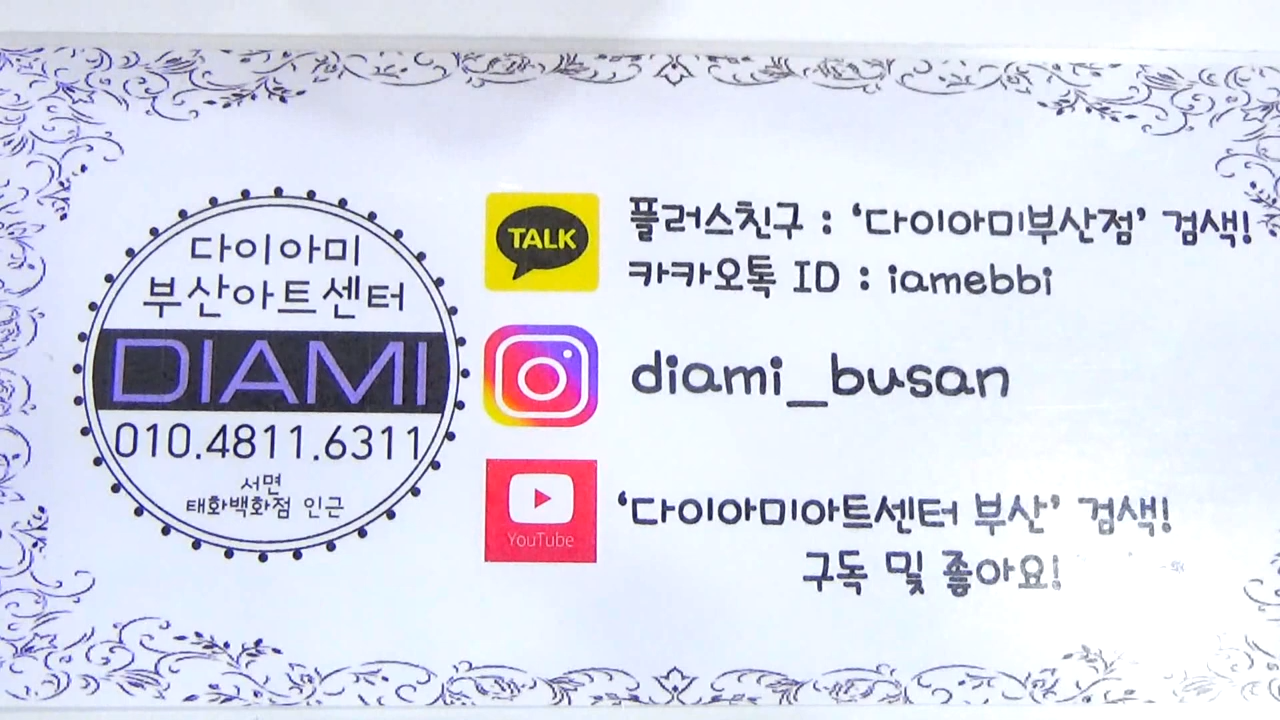 다이아미
부산아트센터
DIAMI
010.4811.6311
서면
태화백화점 인근
TALK
플러스친구 : ‘다이아미부산점’ 검색!
카카오톡 ID : iamebbi
diami_busan
YouTube
‘다이아미아트센터 부산’ 검색!
구독 및 좋아요!